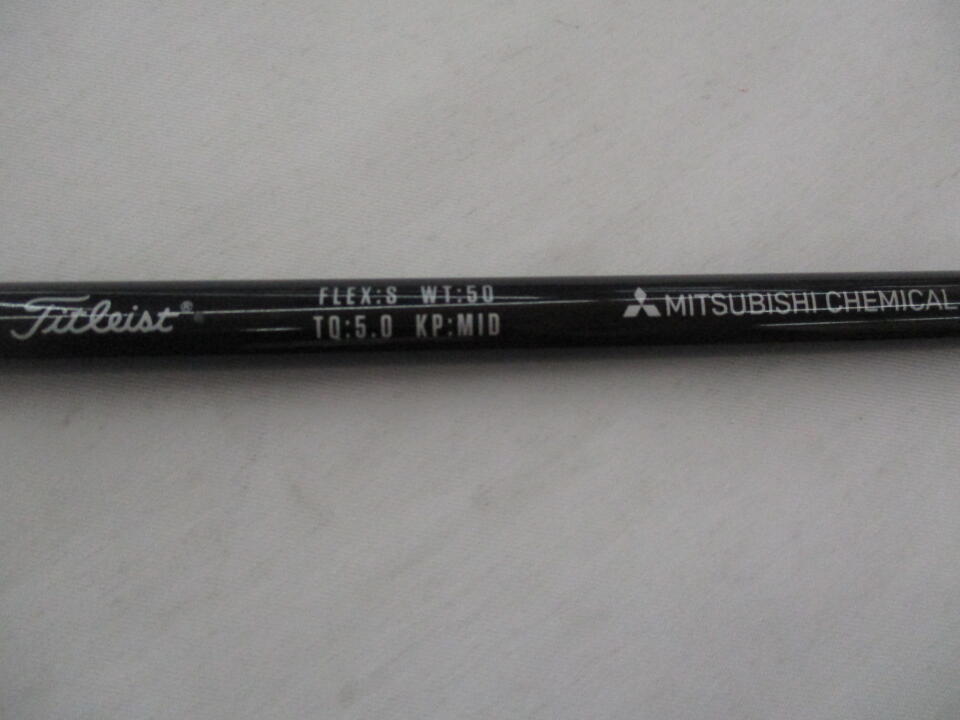 Titleist®
FLEX:S WT:50
TQ:5.0 KP:MID
MITSUBISHI CHEMICAL